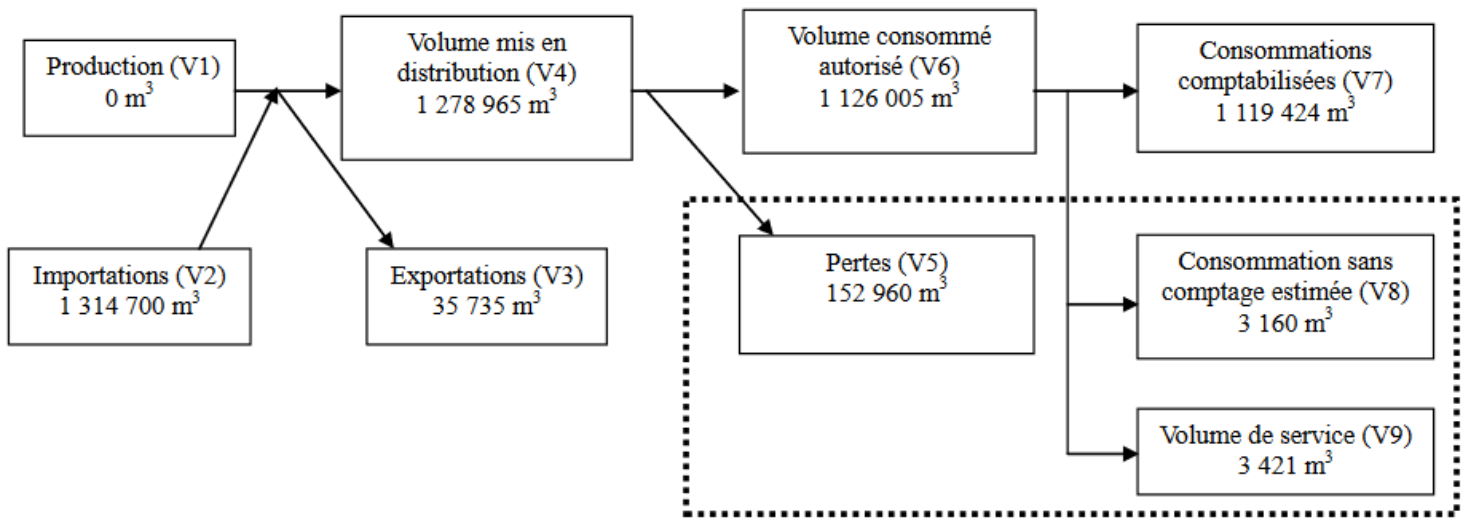 Production (V1)
0 m³
Volume mis en
distribution (V4)
1 278 965 m³
Volume consommé
autorisé (V6)
1 126 005 m³
Consommations
comptabilisées (V7)
1 119 424 m³
Importations (V2)
1 314 700 m³
Exportations (V3)
35 735 m³
Pertes (V5)
152 960 m³
Consommation sans
comptage estimée (V8)
3 160 m³
Volume de service (V9)
3 421 m³